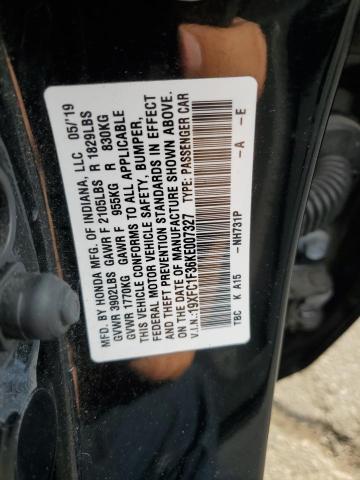 MFD. BY HONDA MFG. OF INDIANA, LLC 05/'19
GVWR 3902LBS GAWR F 2105LBS R 1829LBS
GVWR 1770KG GAWR F 955KG R 830KG
THIS VEHICLE CONFORMS TO ALL APPLICABLE
FEDERAL MOTOR VEHICLE SAFETY, BUMPER,
AND THEFT PREVENTION STANDARDS IN EFFECT
ON THE DATE OF MANUFACTURE SHOWN ABOVE.
V.I.N.:19XFC1F36KE007327 TYPE: PASSENGER CAR
TBC K A15 - NH731P - A - E